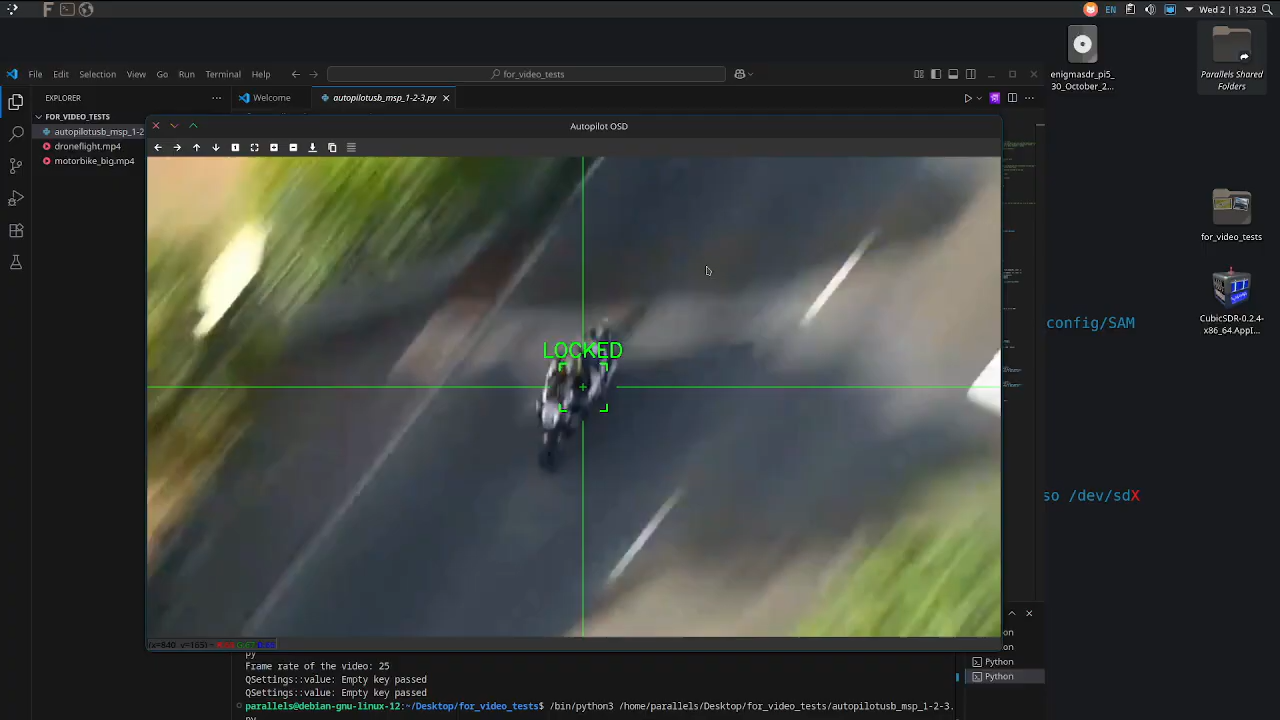 EN
Wed 2 | 13:23
File Edit Selection View Go Run Terminal Help
for_video_tests
enigmasdr_pi5_
30_October_2...
Parallels Shared
Folders
EXPLORER
Welcome
autopilotusb_msp_1-2-3.py
FOR_VIDEO_TESTS
autopilotusb_msp_1-2
droneflight.mp4
motorbike_big.mp4
Autopilot OSD
for_video_tests
LOCKED
CubicSDR-0.2.4-
x86_64.AppI...
config/SAM
so /dev/sdX
on
on
py
Frame rate of the video: 25
Python
QSettings::value: Empty key passed
Python
QSettings::value: Empty key passed
parallels@debian-gnu-linux-12:~/Desktop/for_video_tests$ /bin/python3 /home/parallels/Desktop/for_video_tests/autopilotusb_msp_1-2-3.
py